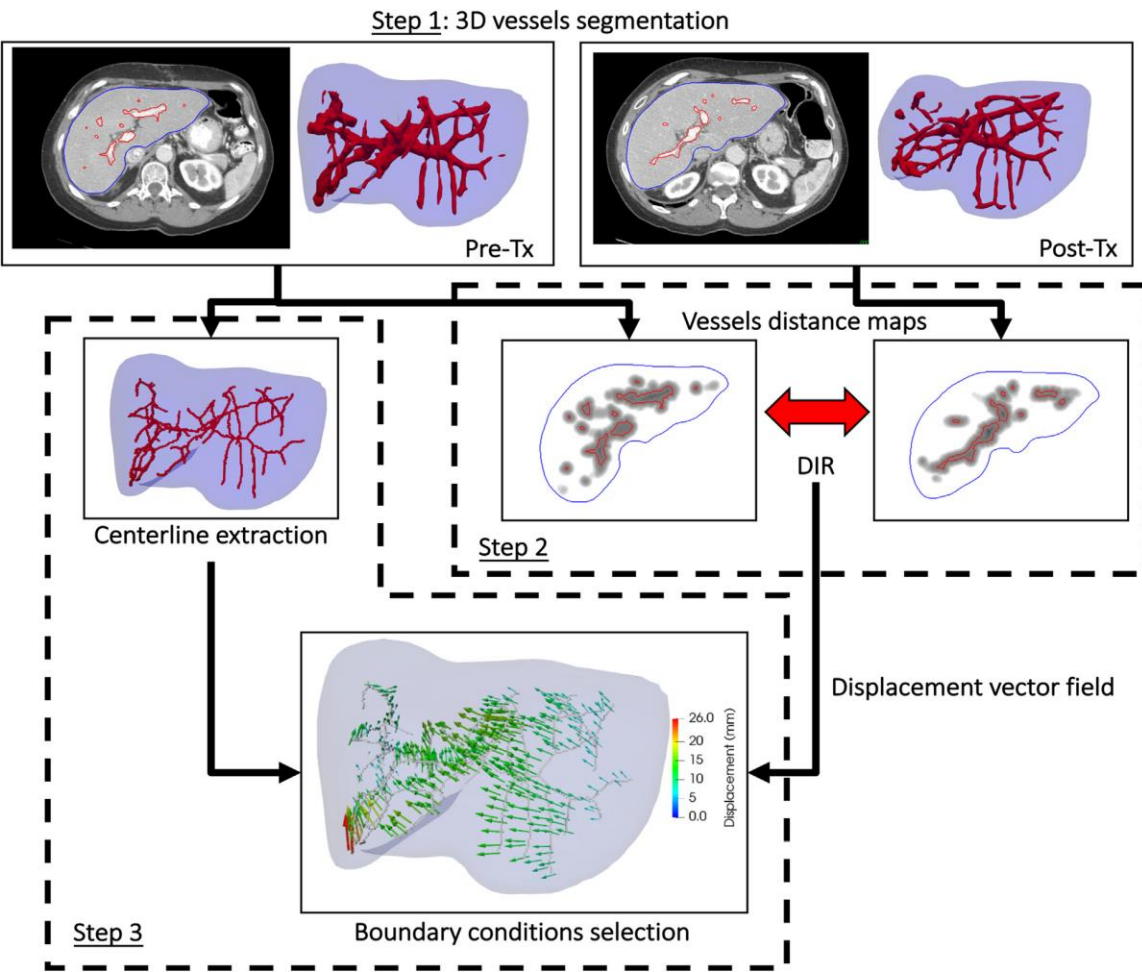 Step 1: 3D vessels segmentation
Pre-Tx
Post-Tx
Vessels distance maps
DIR
Centerline extraction
Step 2
Displacement vector field
26.0
20
15
10
5
0.0
Displacement (mm)
Step 3
Boundary conditions selection